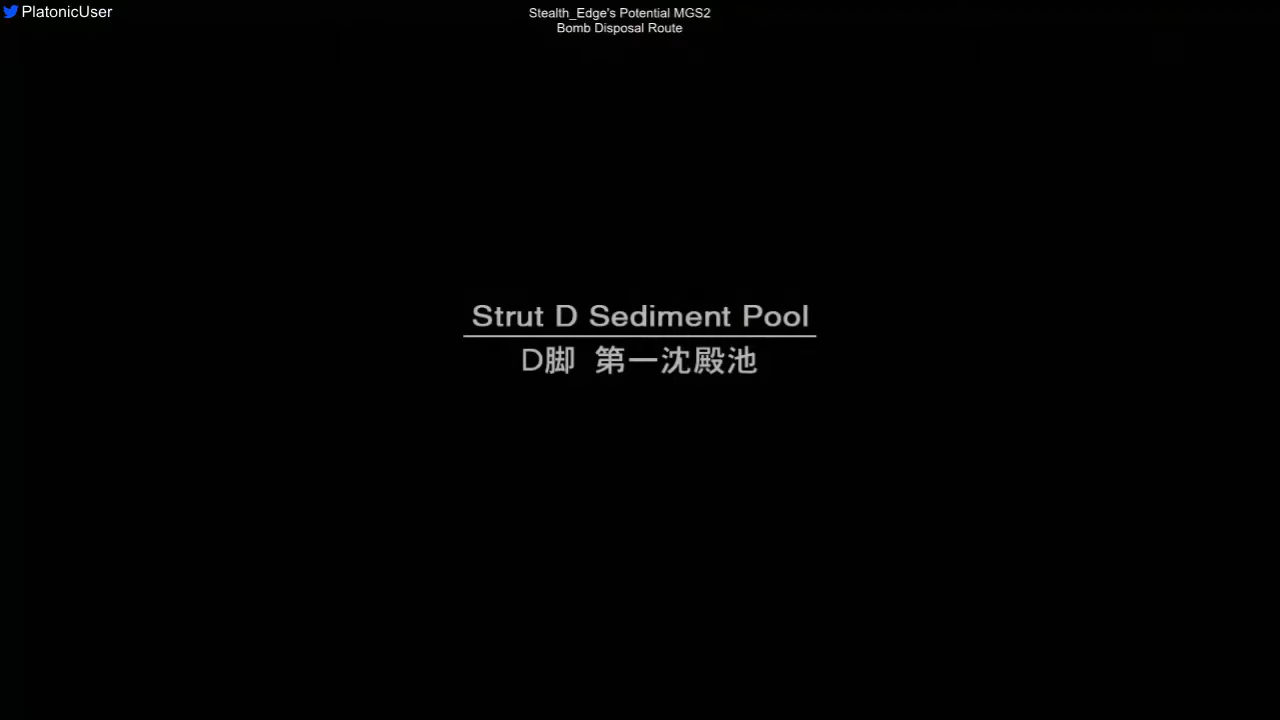 PlatonicUser
Stealth_Edge's Potential MGS2
Bomb Disposal Route
Strut D Sediment Pool
D脚 第一沈殿池